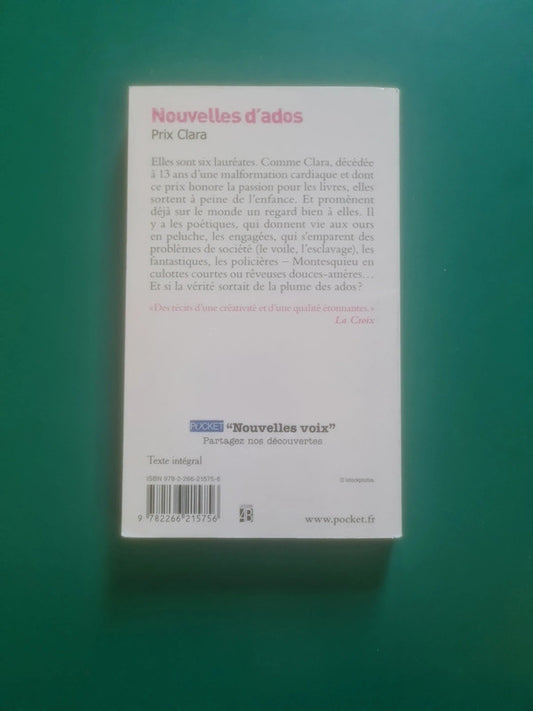 Nouvelles d'ados
Prix Clara
Elles sont six lauréates. Comme Clara, décédée
à 13 ans d'une malformation cardiaque et dont
ce prix honore la passion pour les livres, elles
sortent à peine de l'enfance. Et promènent
déjà sur le monde un regard bien à elles. Il
y a les poétiques, qui donnent vie aux ours
en peluche, les engagées, qui s'emparent des
problèmes de société (le voile, l'esclavage), les
fantastiques, les policières – Montesquieu en
culottes courtes ou rêveuses douces-amères…
Et si la vérité sortait de la plume des ados ?
« Des récits d'une créativité et d'une qualité étonnantes. »
La Croix
POCKET "Nouvelles voix"
Partagez nos découvertes
Texte intégral
ISBN 978-2-266-21575-6
© Istockphotos
9 782266 215756
www.pocket.fr